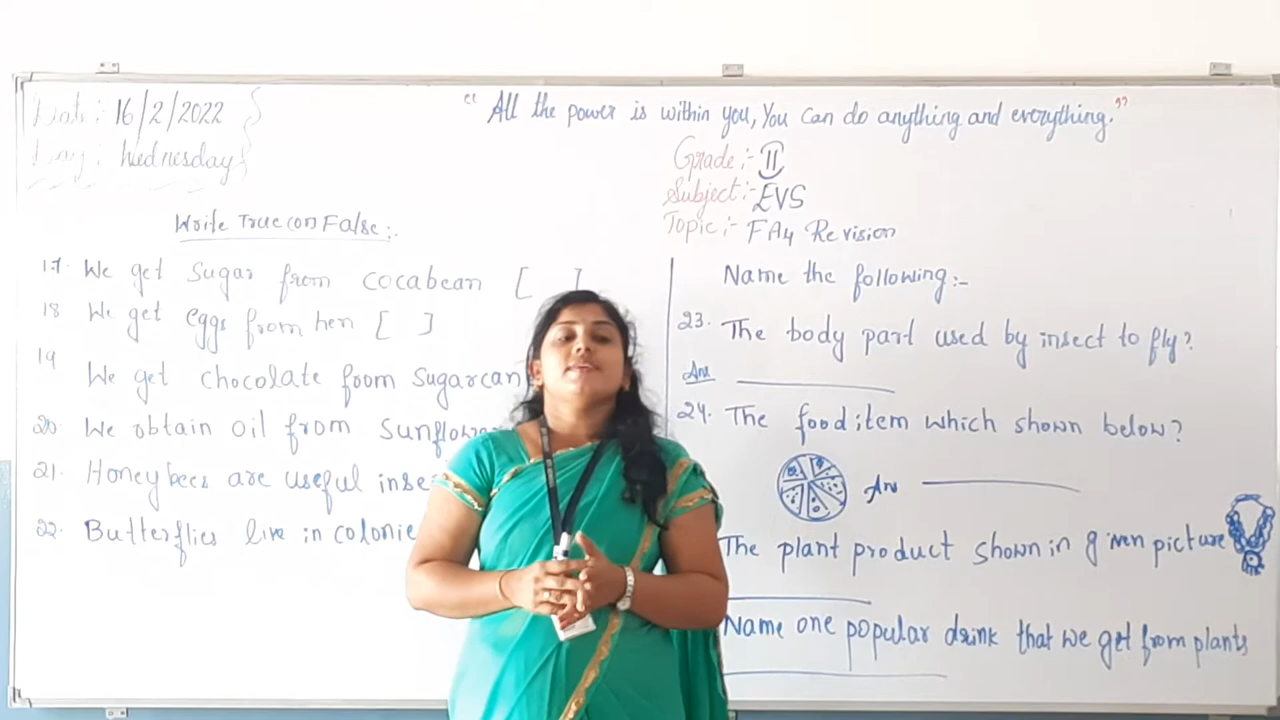 Date: 16/2/2022
Day: Wednesday
" All the power is within you, You can do anything and everything. "
Grade:- II
Subject:- EVS
Topic:- FA4 Revision
Write True (or) False:-
17. We get sugar from cocabean [ ]
18 We get eggs from hen [ ]
19 We get chocolate from sugarcan
20. We obtain oil from sunflower
21. Honeybees are useful inse
22. Butterflies live in colonie
Name the following:-
23. The body part used by insect to fly?
Ans
24. The food item which shown below?
Ans
The plant product shown in given picture
Name one popular drink that we get from plants